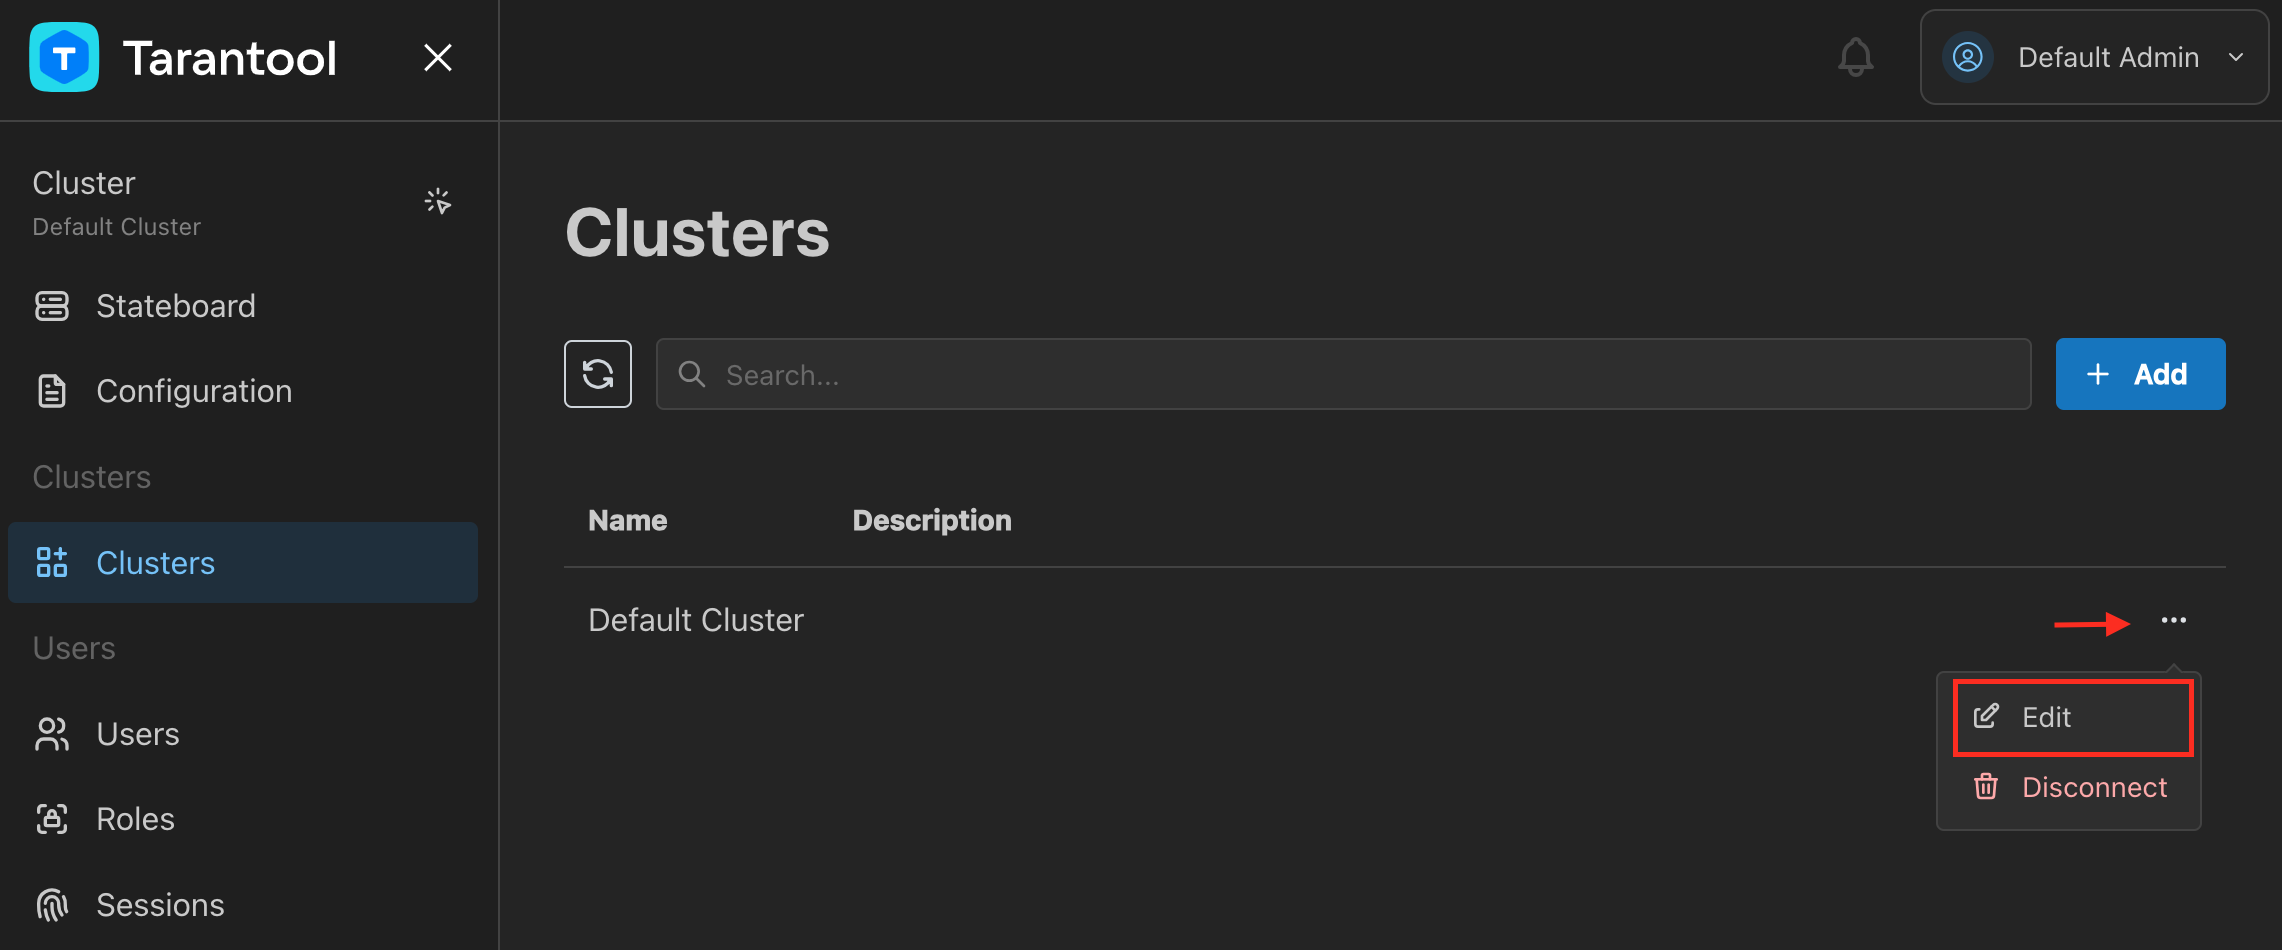 Tarantool
Default Admin
Cluster
Default Cluster
Stateboard
Configuration
Clusters
Clusters
Users
Users
Roles
Sessions
Clusters
Search...
Add
Name Description
Default Cluster
Edit
Disconnect